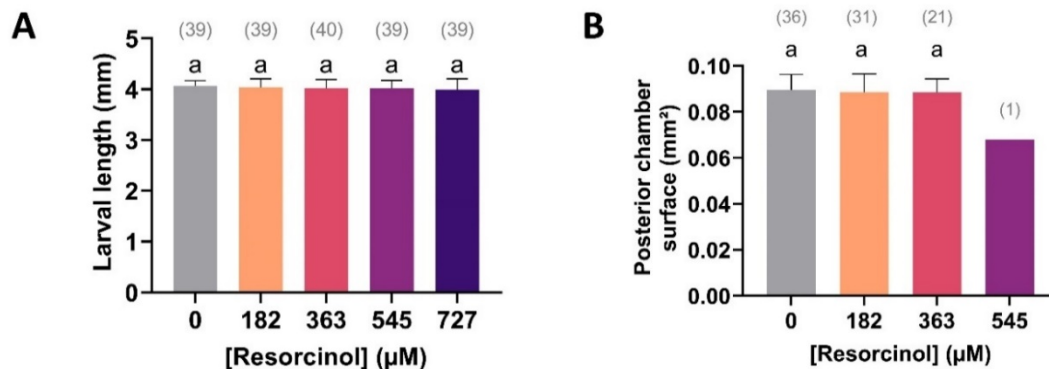 A
(39) (39) (40) (39) (39)
a a a a a
Larval length (mm)
5
4
3
2
1
0
0 182 363 545 727
[Resorcinol] (µM)
B
(36) (31) (21)
a a a
(1)
Posterior chamber
surface (mm²)
0.10
0.08
0.06
0.04
0.02
0.00
0 182 363 545
[Resorcinol] (µM)